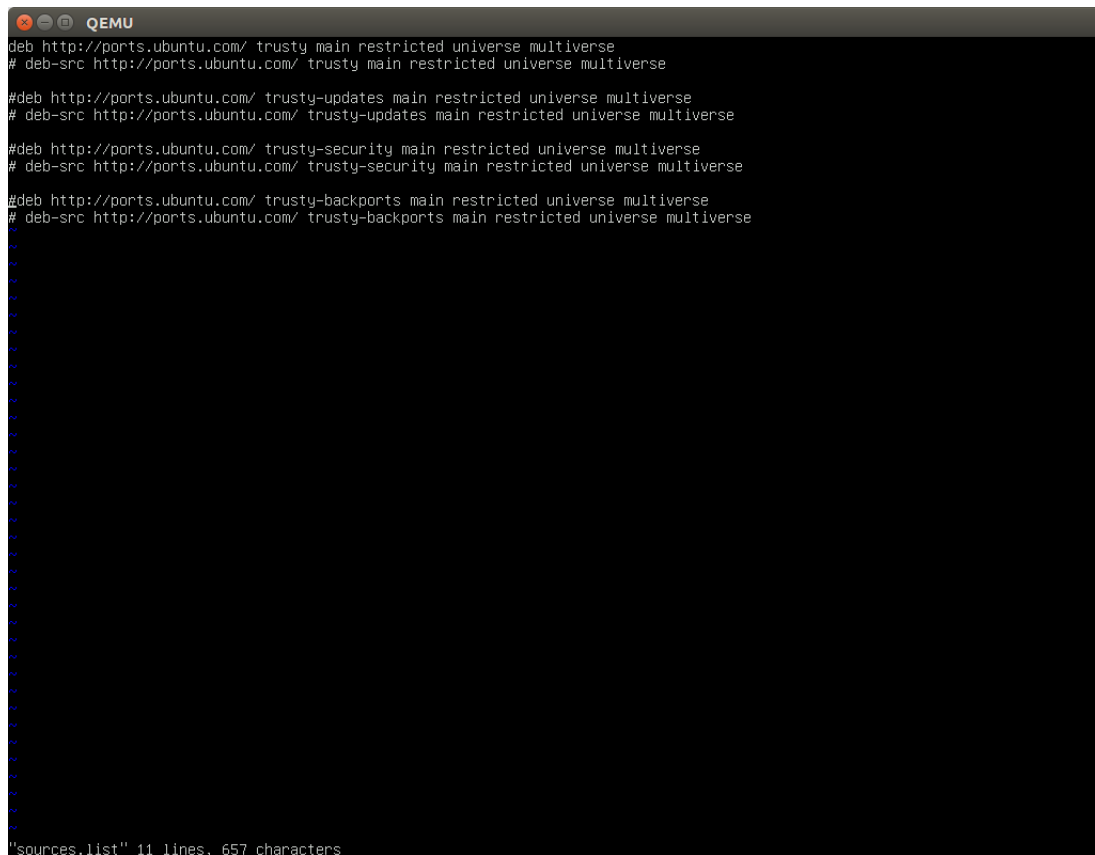 QEMU
deb http://ports.ubuntu.com/ trusty main restricted universe multiverse
# deb-src http://ports.ubuntu.com/ trusty main restricted universe multiverse
#deb http://ports.ubuntu.com/ trusty-updates main restricted universe multiverse
# deb-src http://ports.ubuntu.com/ trusty-updates main restricted universe multiverse
#deb http://ports.ubuntu.com/ trusty-security main restricted universe multiverse
# deb-src http://ports.ubuntu.com/ trusty-security main restricted universe multiverse
#deb http://ports.ubuntu.com/ trusty-backports main restricted universe multiverse
# deb-src http://ports.ubuntu.com/ trusty-backports main restricted universe multiverse
"sources.list" 11 lines, 657 characters